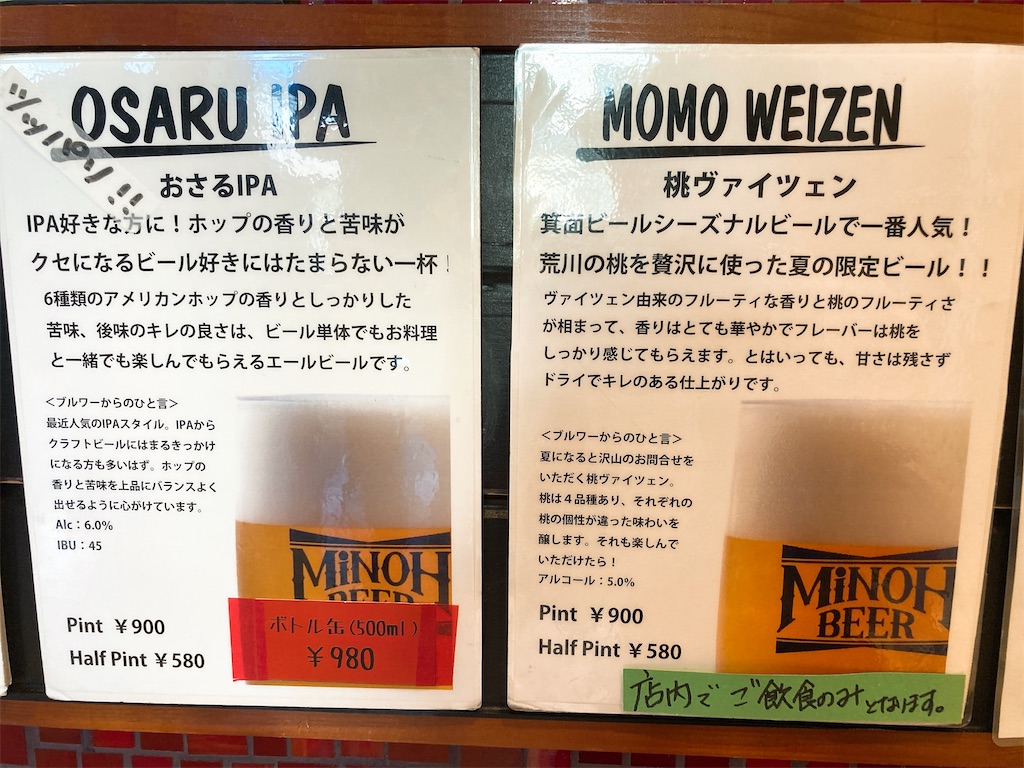 スッパリ!!
OSARU IPA
おさるIPA
IPA好きな方に！ホップの香りと苦味が
クセになるビール好きにはたまらない一杯！
6種類のアメリカンホップの香りとしっかりした
苦味、後味のキレの良さは、ビール単体でもお料理
と一緒でも楽しんでもらえるエールビールです。
＜ブルワーからのひと言＞
最近人気のIPAスタイル。IPAから
クラフトビールにはまるきっかけ
になる方も多いはず。ホップの
香りと苦味を上品にバランスよく
出せるように心がけています。
Alc：6.0%
IBU：45
MiNOH
BEER
Pint ￥900
Half Pint ￥580
ボトル缶(500ml)
￥980
MOMO WEIZEN
桃ヴァイツェン
箕面ビールシーズナルビールで一番人気！
荒川の桃を贅沢に使った夏の限定ビール！！
ヴァイツェン由来のフルーティな香りと桃のフルーティさ
が相まって、香りはとても華やかでフレーバーは桃を
しっかり感じてもらえます。とはいっても、甘さは残さず
ドライでキレのある仕上がりです。
＜ブルワーからのひと言＞
夏になると沢山のお問合せを
いただく桃ヴァイツェン。
桃は４品種あり、それぞれの
桃の個性が違った味わいを
醸します。それも楽しんで
いただけたら！
アルコール：5.0%
MiNOH
BEER
Pint ￥900
Half Pint ￥580
店内でご飲食のみとなります。